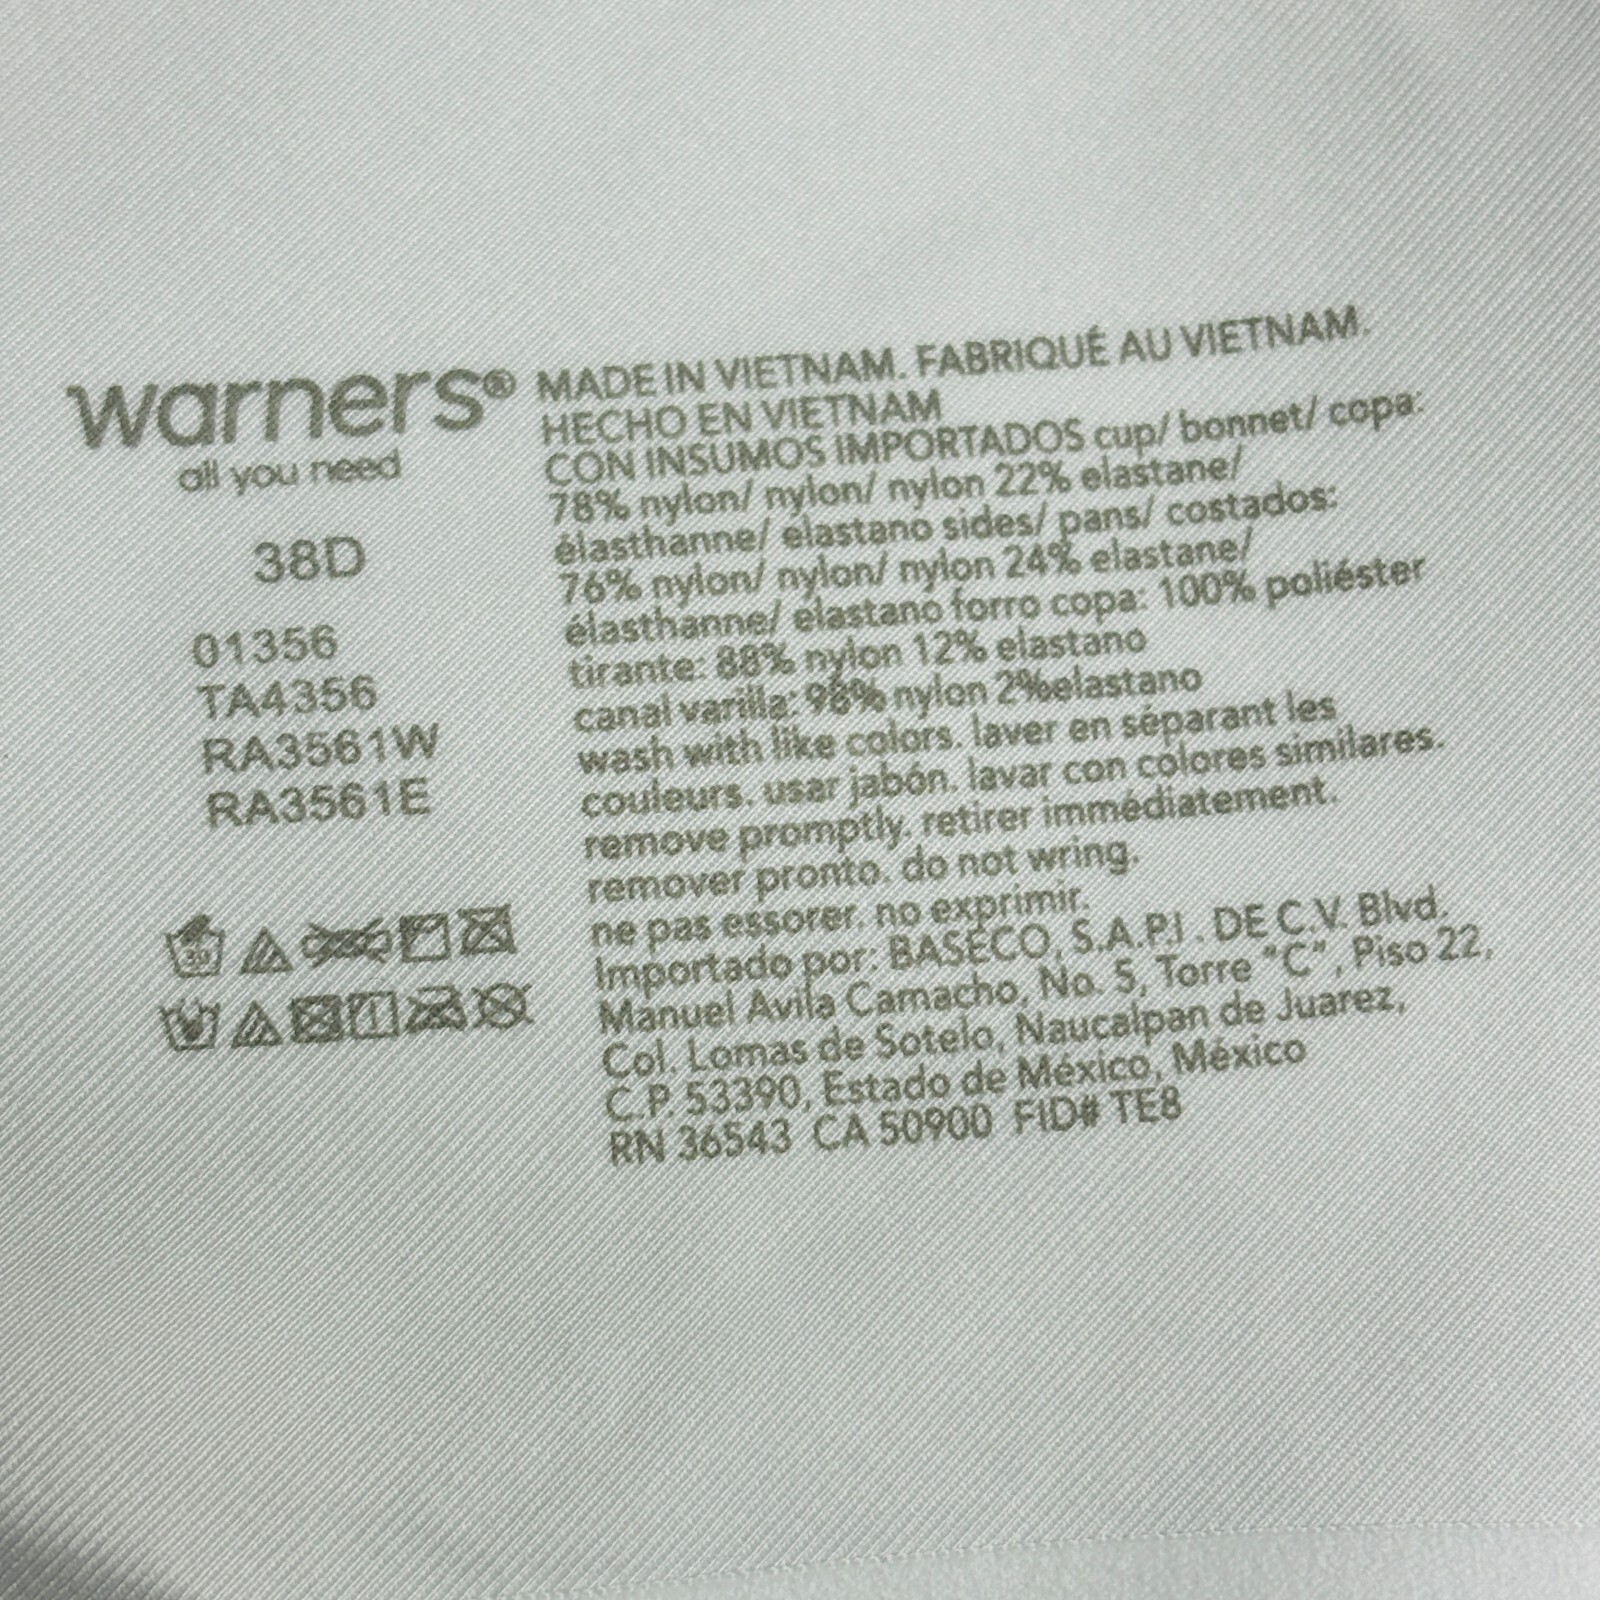 warners®
all you need
38D
01356
TA4356
RA3561W
RA3561E
30
MADE IN VIETNAM. FABRIQUÉ AU VIETNAM.
HECHO EN VIETNAM
CON INSUMOS IMPORTADOS cup/ bonnet/ copa:
78% nylon/ nylon/ nylon 22% elastane/
élasthanne/ elastano sides/ pans/ costados:
76% nylon/ nylon/ nylon 24% elastane/
élasthanne/ elastano forro copa: 100% poliéster
tirante: 88% nylon 12% elastano
canal varilla: 98% nylon 2%elastano
wash with like colors. laver en séparant les
couleurs. usar jabón. lavar con colores similares.
remove promptly. retirer immédiatement.
remover pronto. do not wring.
ne pas essorer. no exprimir.
Importado por: BASECO, S.A.P.I . DE C.V. Blvd.
Manuel Avila Camacho, No. 5, Torre "C", Piso 22,
Col. Lomas de Sotelo, Naucalpan de Juarez,
C.P. 53390, Estado de México, México
RN 36543 CA 50900 FID# TE8